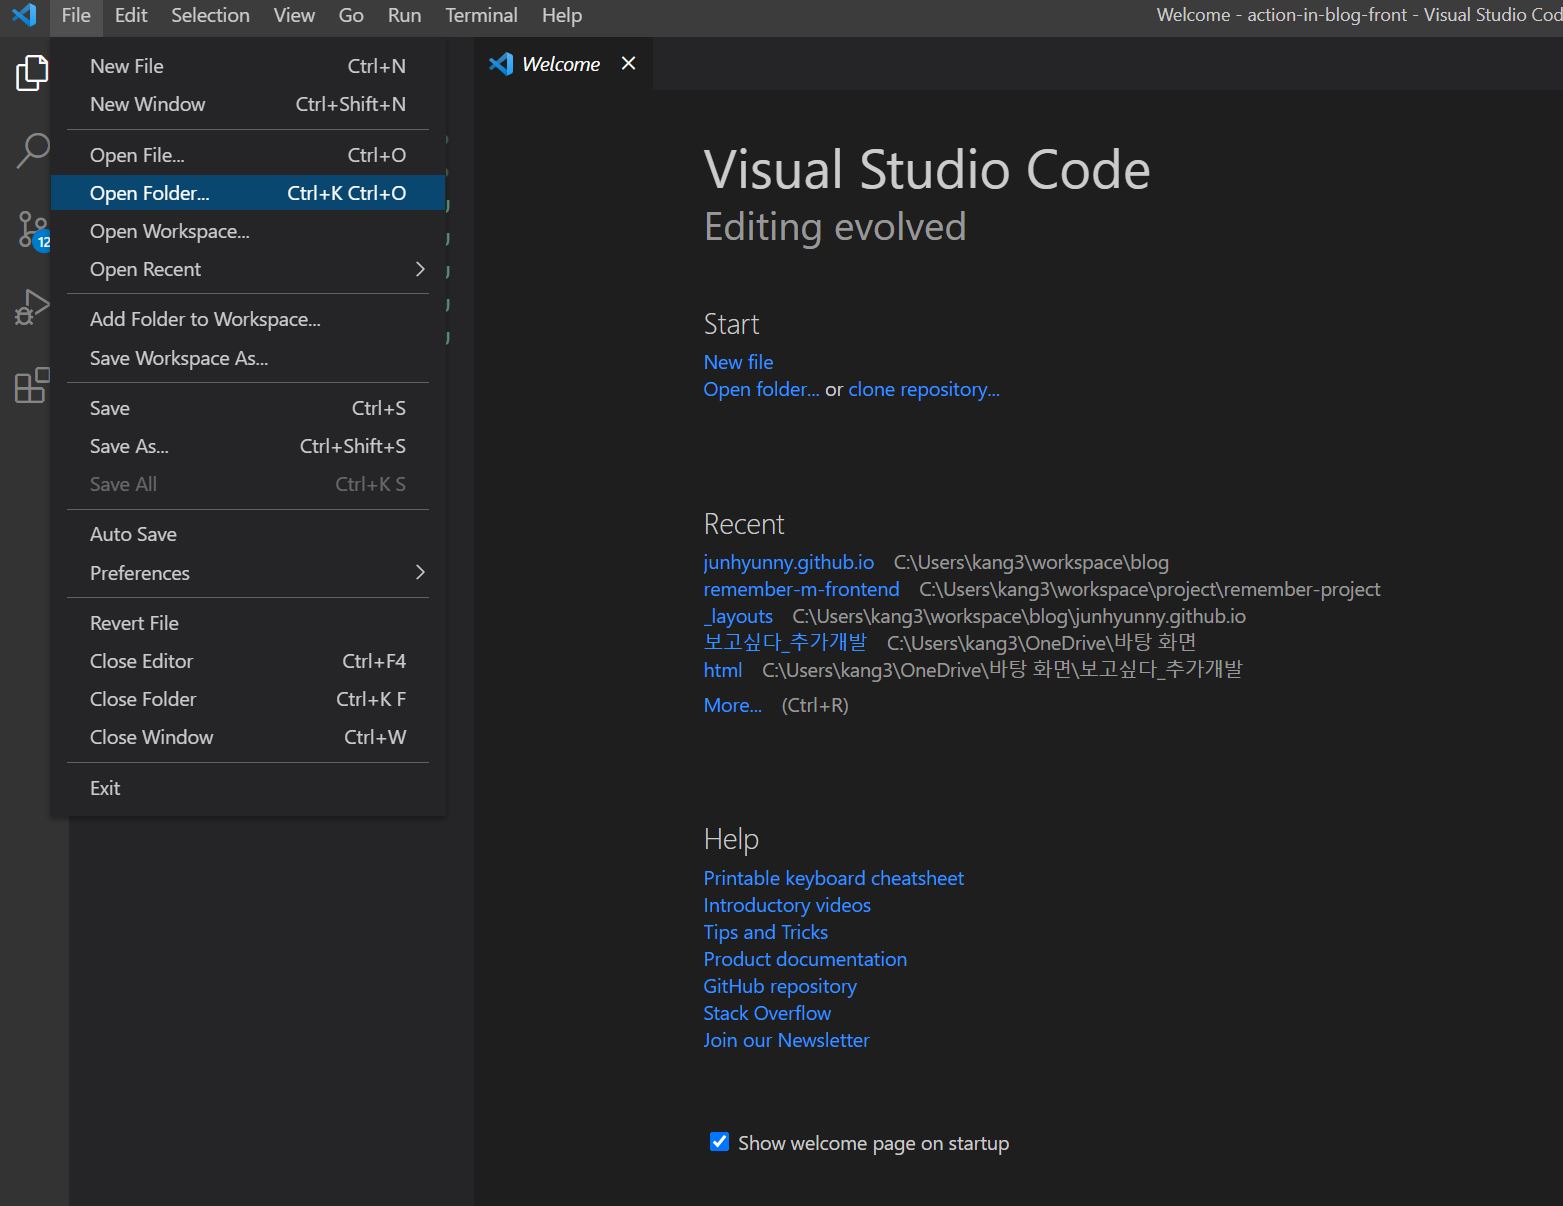 File Edit Selection View Go Run Terminal Help Welcome - action-in-blog-front - Visual Studio Cod
New File Ctrl+N
New Window Ctrl+Shift+N
Open File... Ctrl+O
Open Folder... Ctrl+K Ctrl+O
Open Workspace...
Open Recent
Add Folder to Workspace...
Save Workspace As...
Save Ctrl+S
Save As... Ctrl+Shift+S
Save All Ctrl+K S
Auto Save
Preferences
Revert File
Close Editor Ctrl+F4
Close Folder Ctrl+K F
Close Window Ctrl+W
Exit
12
Welcome
Visual Studio Code
Editing evolved
Start
New file
Open folder... or clone repository...
Recent
junhyunny.github.io C:\Users\kang3\workspace\blog
remember-m-frontend C:\Users\kang3\workspace\project\remember-project
_layouts C:\Users\kang3\workspace\blog\junhyunny.github.io
보고싶다_추가개발 C:\Users\kang3\OneDrive\바탕 화면
html C:\Users\kang3\OneDrive\바탕 화면\보고싶다_추가개발
More... (Ctrl+R)
Help
Printable keyboard cheatsheet
Introductory videos
Tips and Tricks
Product documentation
GitHub repository
Stack Overflow
Join our Newsletter
Show welcome page on startup